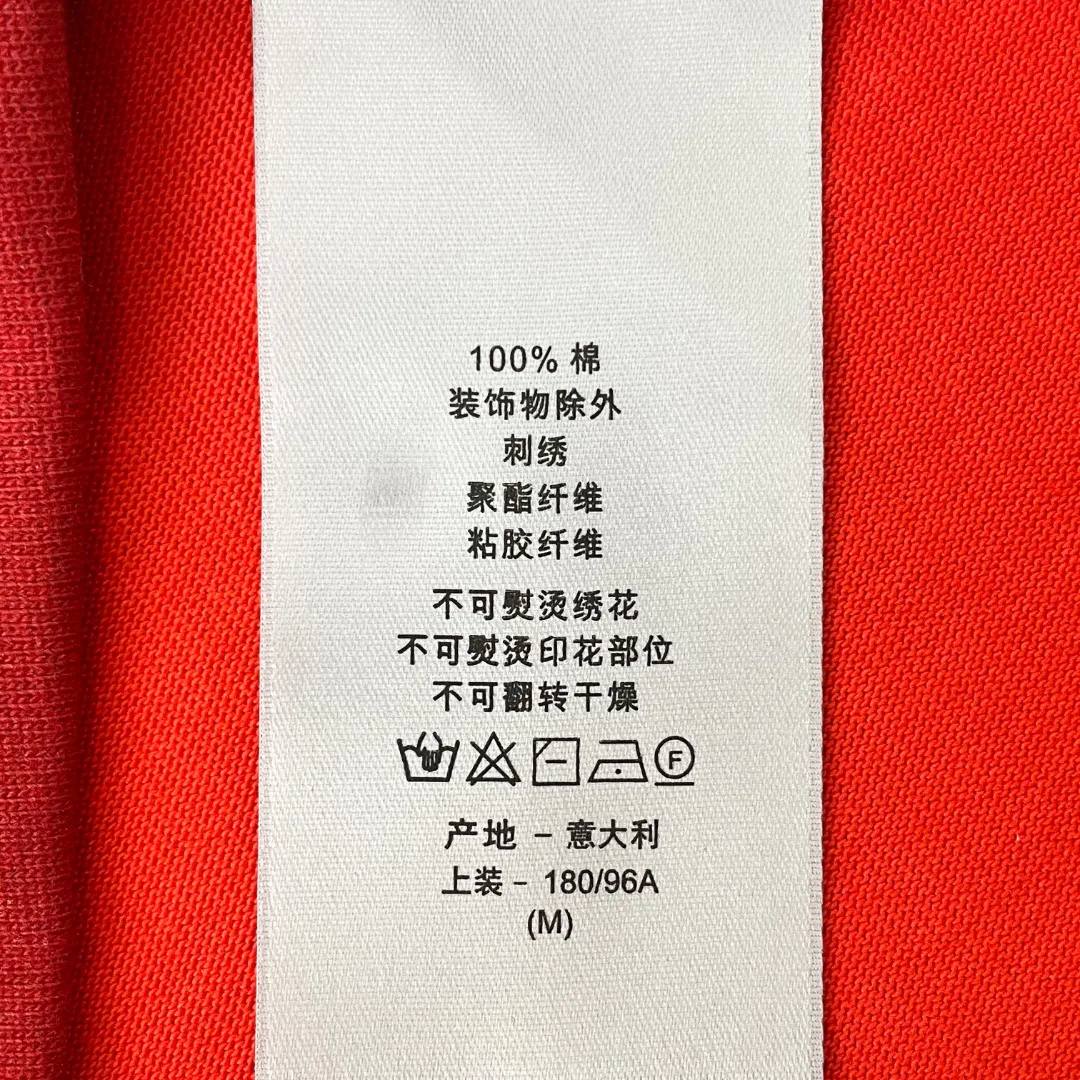 100% 棉
装饰物除外
刺绣
聚酯纤维
粘胶纤维
不可熨烫绣花
不可熨烫印花部位
不可翻转干燥
F
产地 – 意大利
上装 – 180/96A
(M)